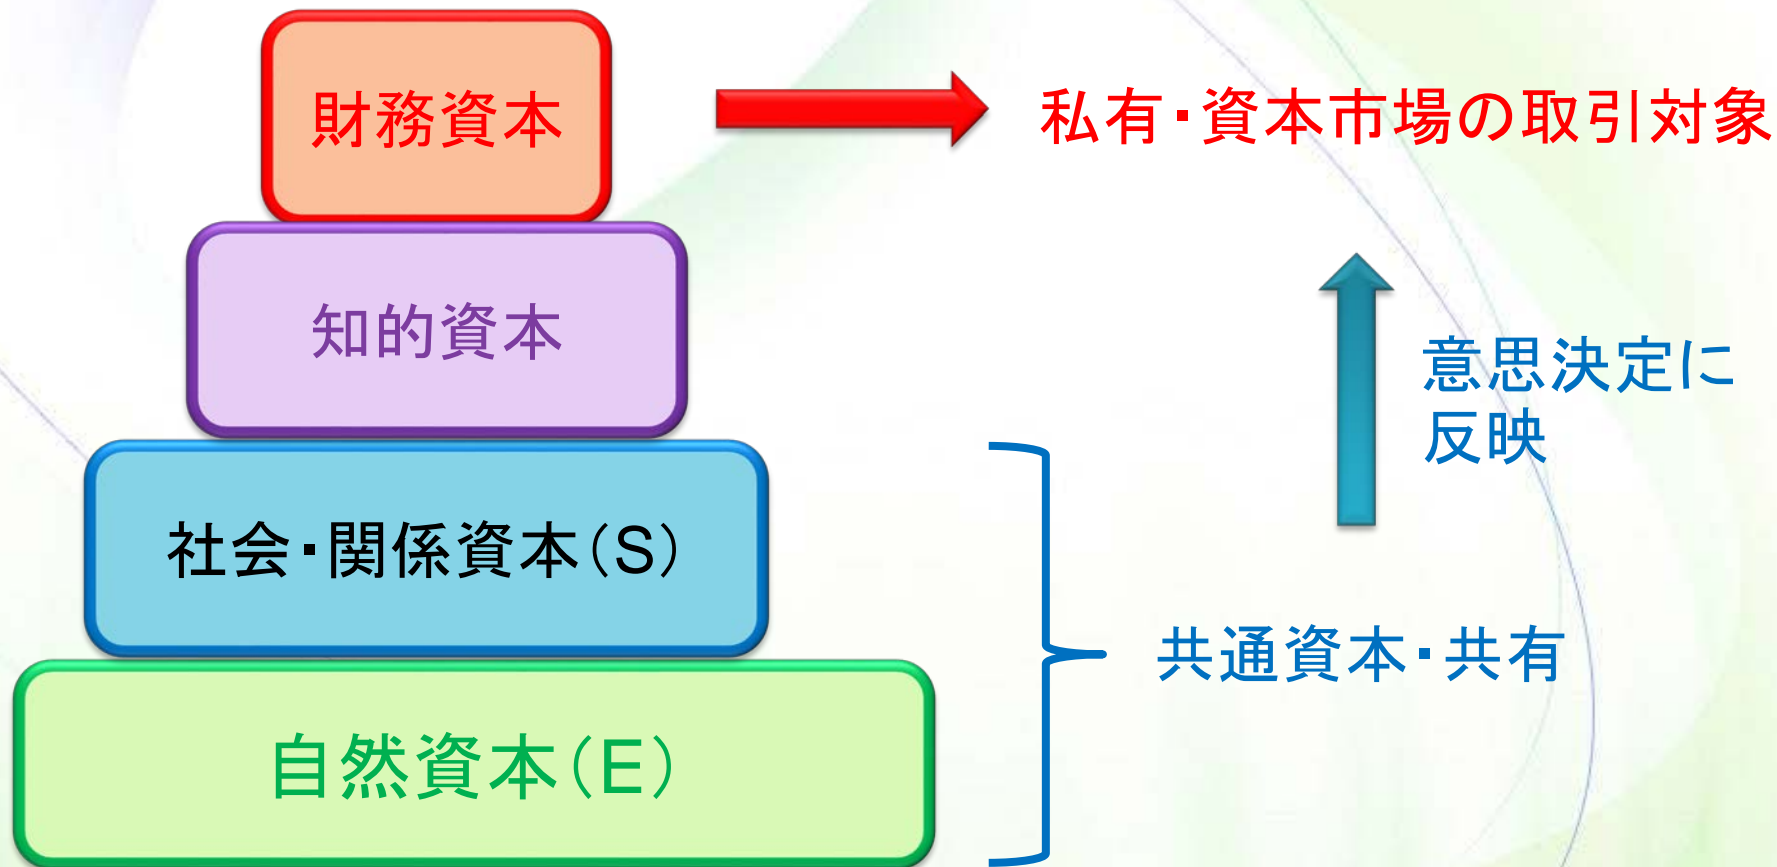 財務資本
私有・資本市場の取引対象
知的資本
意思決定に
反映
社会・関係資本（S）
共通資本・共有
自然資本（E）